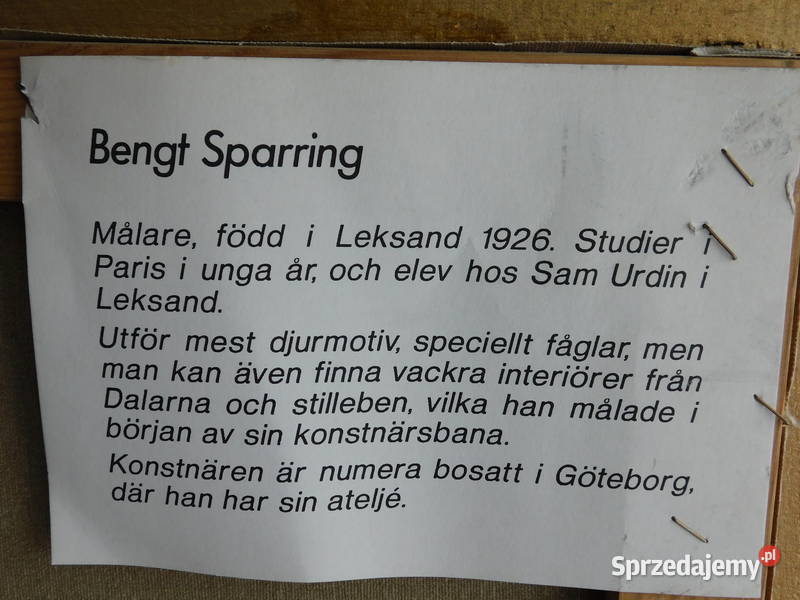 Bengt Sparring
Målare, född i Leksand 1926. Studier i
Paris i unga år, och elev hos Sam Urdin i
Leksand.
Utför mest djurmotiv, speciellt fåglar, men
man kan även finna vackra interiörer från
Dalarna och stilleben, vilka han målade i
början av sin konstnärsbana.
Konstnären är numera bosatt i Göteborg,
där han har sin ateljé.
Sprzedajemy.pl